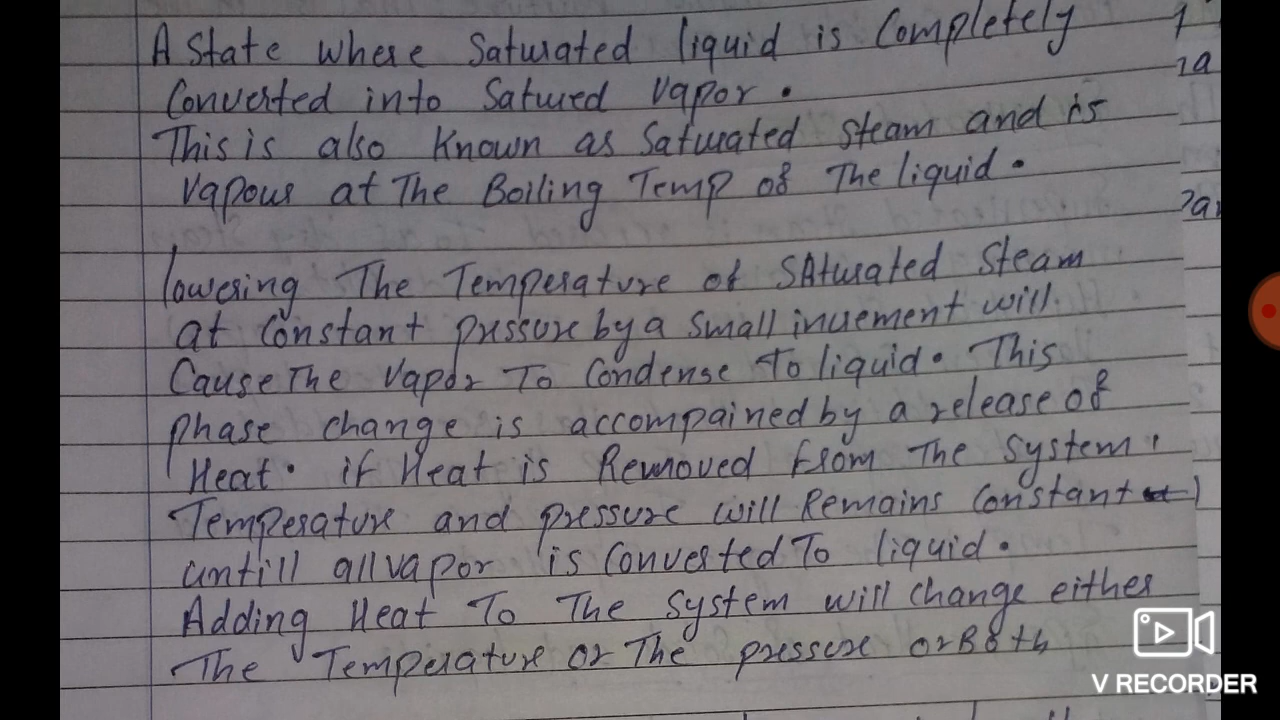 A State where Saturated liquid is Completely
Converted into Satured Vapor.
This is also Known as Saturated steam and is
Vapour at The Boiling Temp of The liquid.
lowering The Temperature of SAturated Steam
at Constant pressure by a small increment will
Cause The Vapor To Condense To liquid. This
phase change is accompained by a release of
Heat. if Heat is Removed from The system,
Temperature and pressure will Remains Constant
untill all vapor is Converted To liquid.
Adding Heat To The system will change either
The Temperature or The pressure or Both
V RECORDER